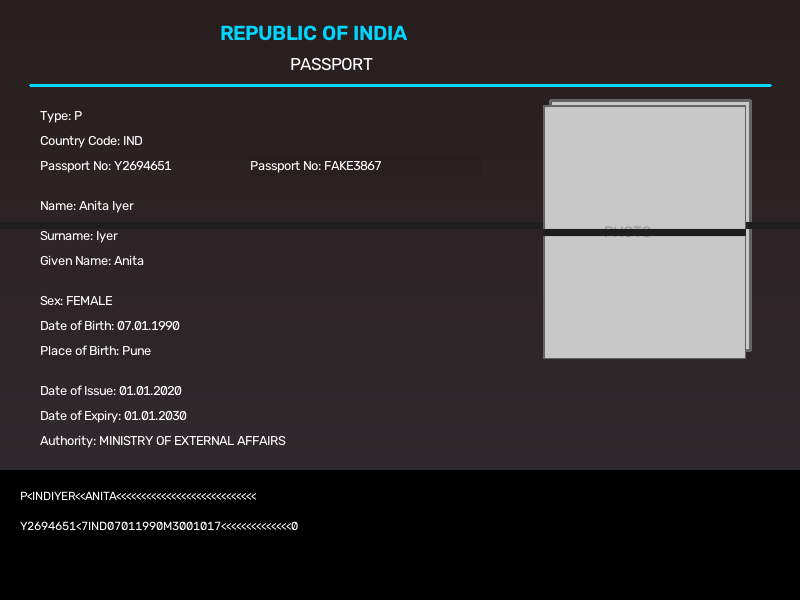 REPUBLIC OF INDIA
PASSPORT
Type: P
Country Code: IND
Passport No: Y2694651 Passport No: FAKE3867
Name: Anita Iyer
Surname: Iyer
Given Name: Anita
PHOTO
Sex: FEMALE
Date of Birth: 07.01.1990
Place of Birth: Pune
Date of Issue: 01.01.2020
Date of Expiry: 01.01.2030
Authority: MINISTRY OF EXTERNAL AFFAIRS
P<INDIYER<<ANITA<<<<<<<<<<<<<<<<<<<<<<<<<<<<
Y2694651<7IND07011990M3001017<<<<<<<<<<<<<<0